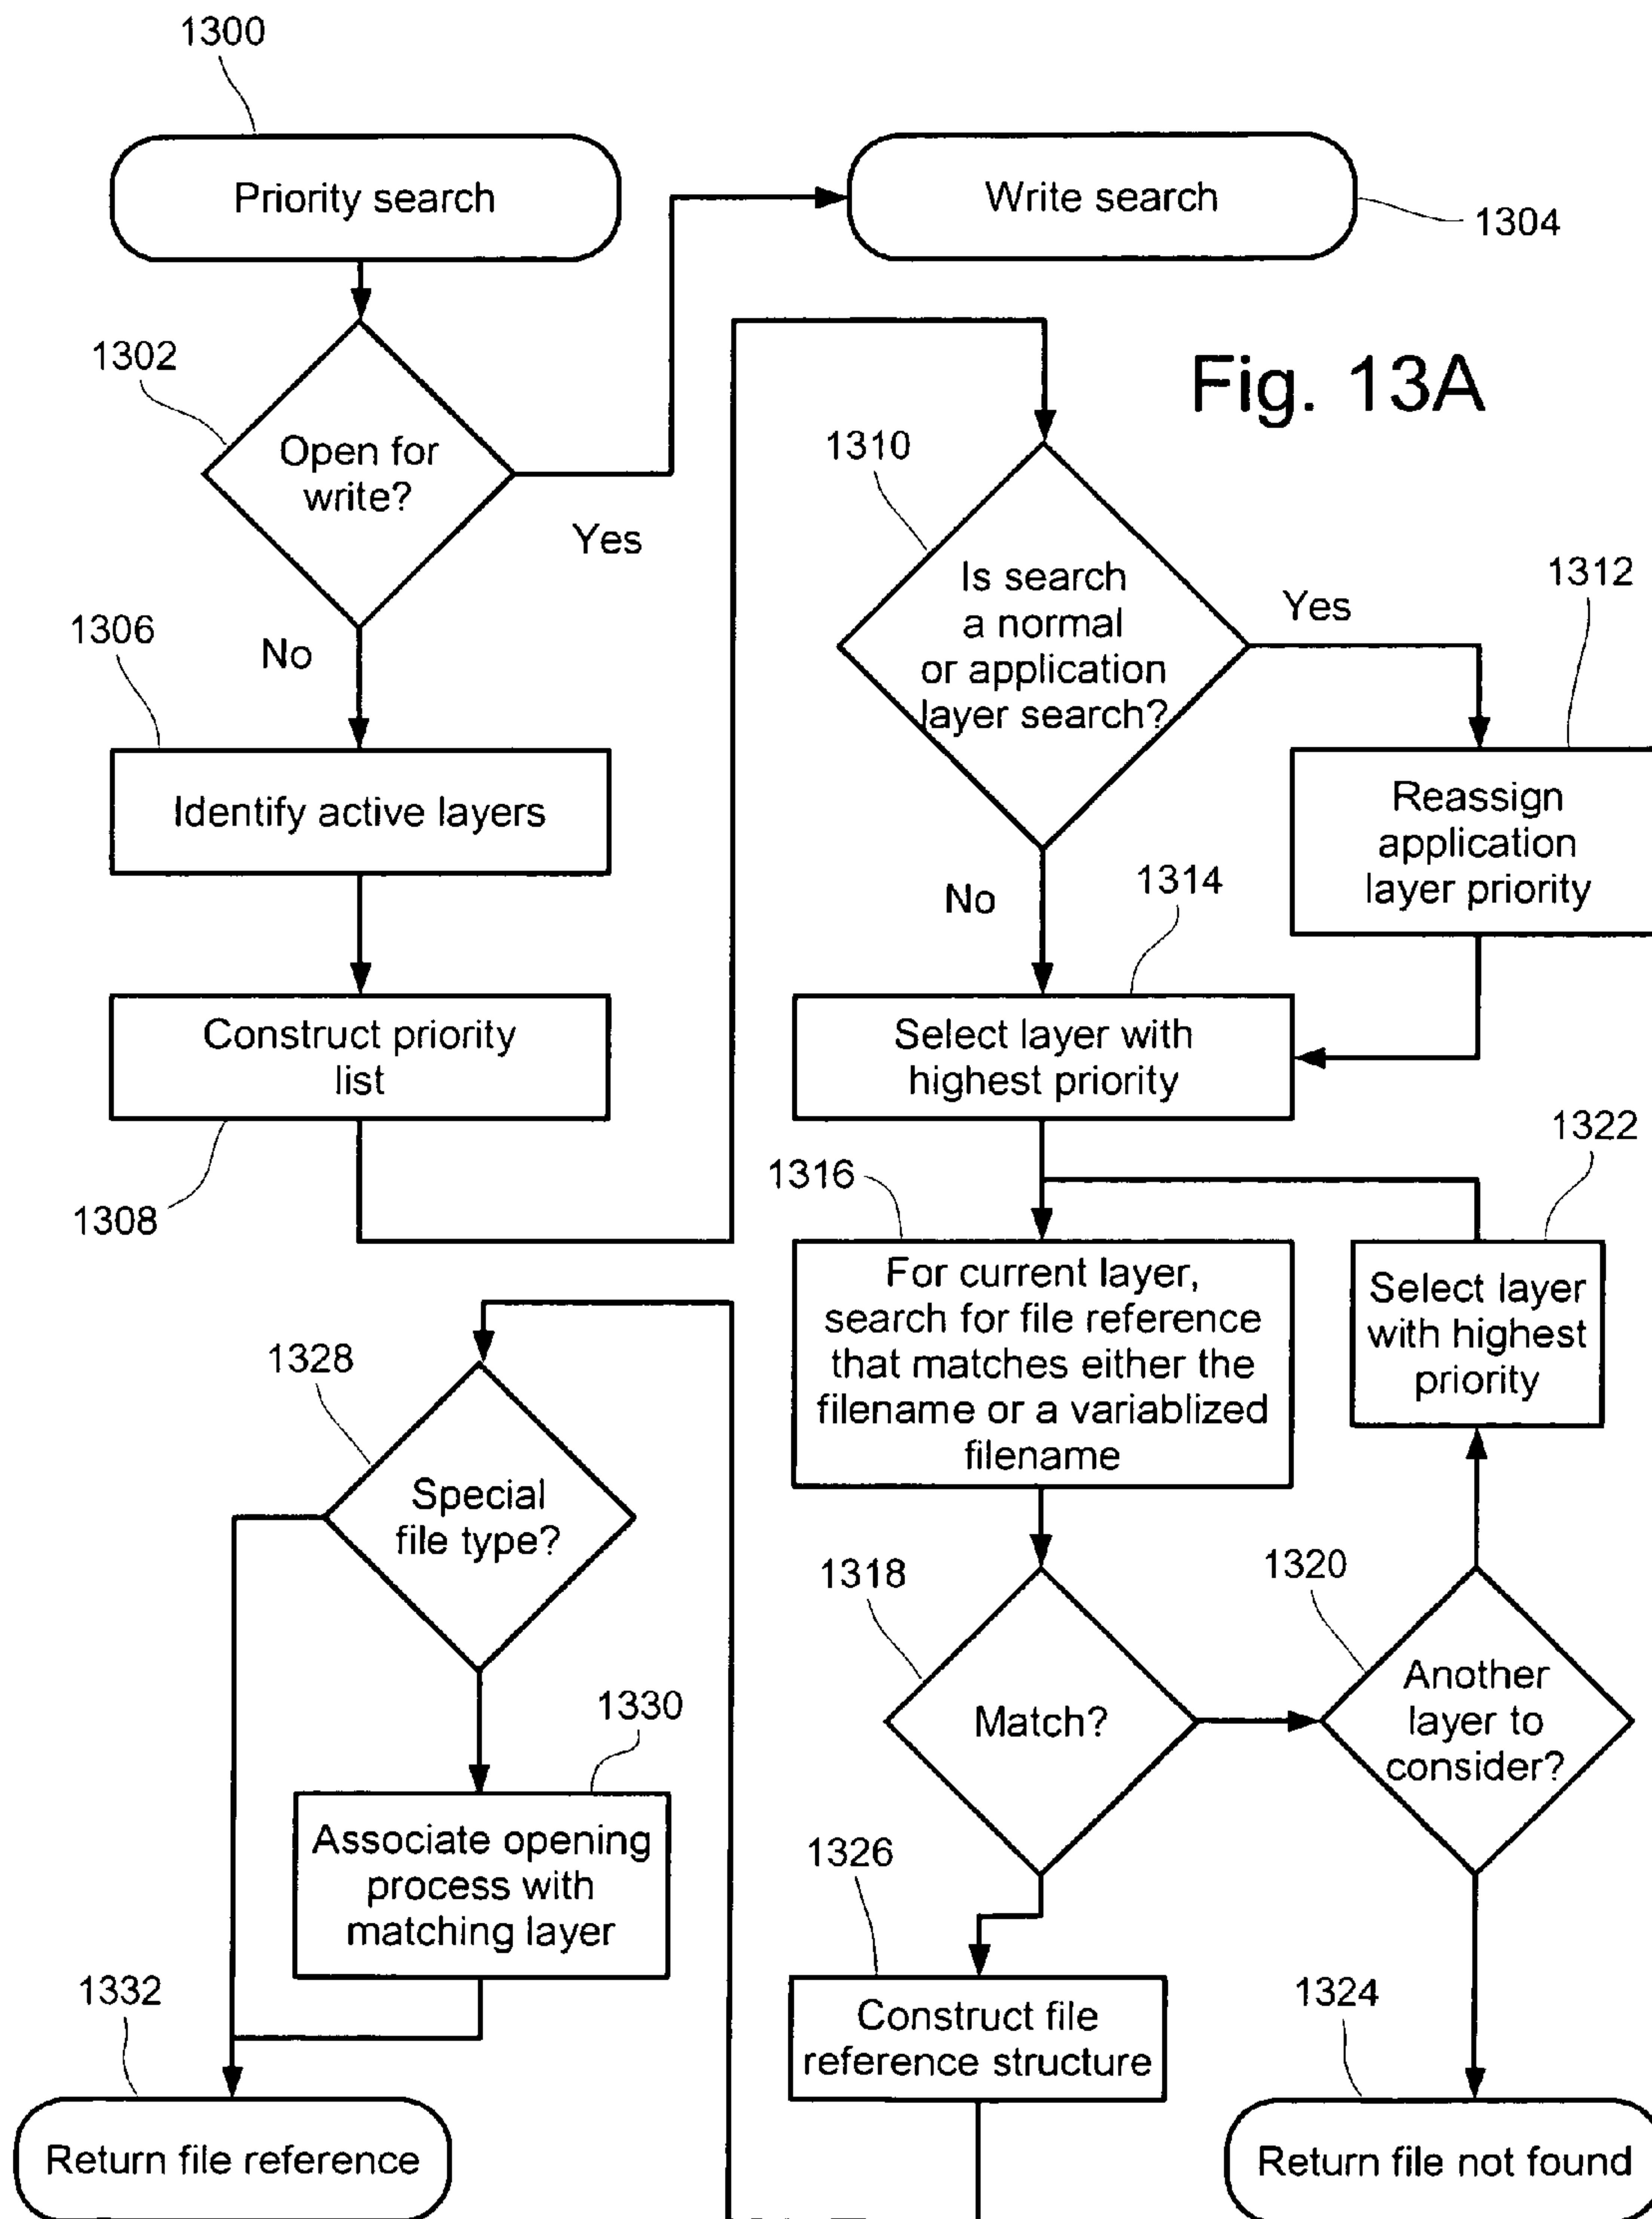 1300
Priority search
Write search
1304
Fig. 13A
1302
Open for
write?
Yes
No
1306
Identify active layers
Construct priority
list
1308
1310
Is search
a normal
or application
layer search?
Yes
No
1312
Reassign
application
layer priority
1314
Select layer with
highest priority
1316
For current layer,
search for file reference
that matches either the
filename or a variablized
filename
1322
Select layer
with highest
priority
1318
Match?
1320
Another
layer to
consider?
1326
Construct file
reference structure
1324
Return file not found
1328
Special
file type?
1330
Associate opening
process with
matching layer
1332
Return file reference